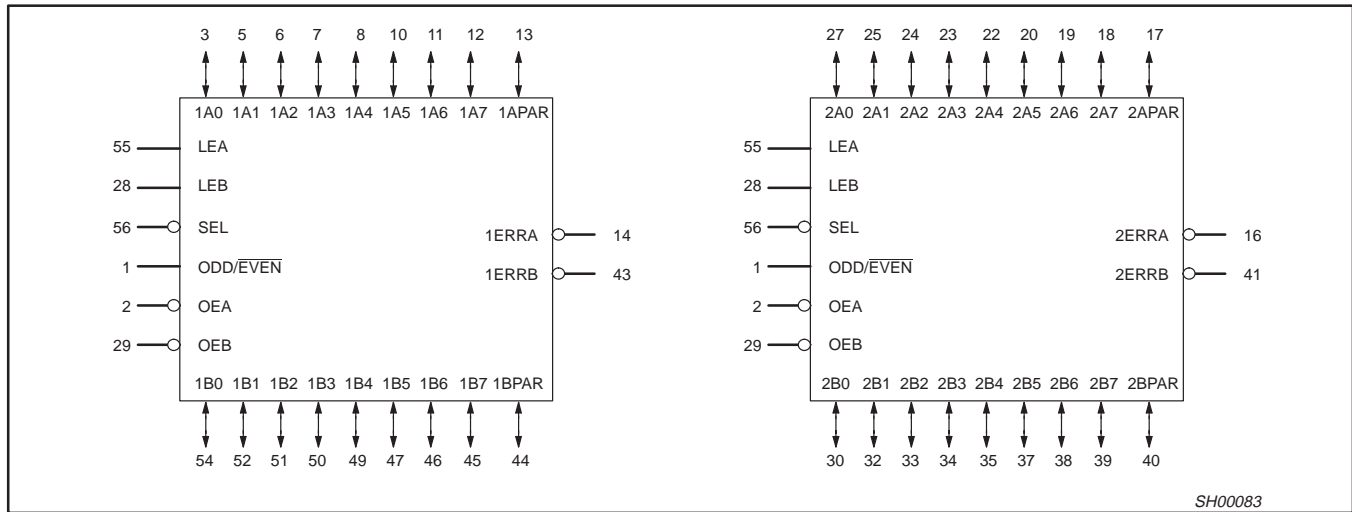 3 5 6 7 8 10 11 12 13 27 25 24 23 22 20 19 18 17
1A0 1A1 1A2 1A3 1A4 1A5 1A6 1A7 1APAR 2A0 2A1 2A2 2A3 2A4 2A5 2A6 2A7 2APAR
55 LEA 55 LEA
28 LEB 28 LEB
56 SEL 56 SEL
1ERRA 14 2ERRA 16
1 ODD/EVEN 1 ODD/EVEN
1ERRB 43 2ERRB 41
2 OEA 2 OEA
29 OEB 29 OEB
1B0 1B1 1B2 1B3 1B4 1B5 1B6 1B7 1BPAR 2B0 2B1 2B2 2B3 2B4 2B5 2B6 2B7 2BPAR
54 52 51 50 49 47 46 45 44 30 32 33 34 35 37 38 39 40
SH00083